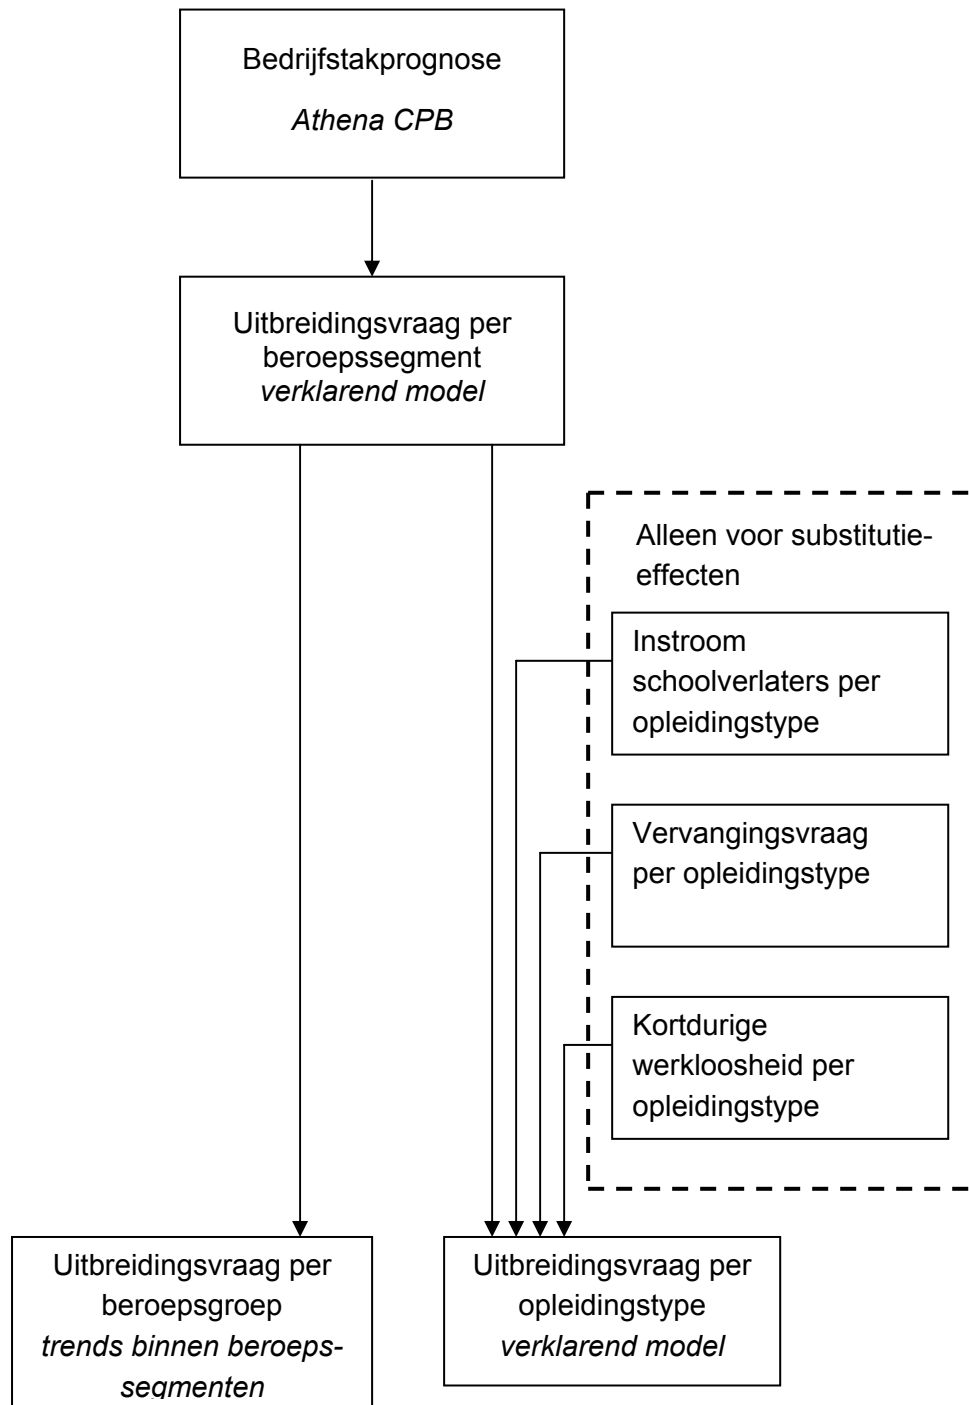 Bedrijfstakprognose
Athena CPB
Uitbreidingsvraag per
beroepssegment
verklarend model
Alleen voor substitutie-
effecten
Instroom
schoolverlaters per
opleidingstype
Vervangingsvraag
per opleidingstype
Kortdurige
werkloosheid per
opleidingstype
Uitbreidingsvraag per
beroepsgroep
trends binnen beroeps-
segmenten
Uitbreidingsvraag per
opleidingstype
verklarend model